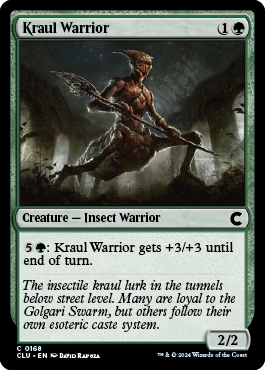 Kraul Warrior 1
Creature — Insect Warrior
5 : Kraul Warrior gets +3/+3 until
end of turn.
The insectile kraul lurk in the tunnels
below street level. Many are loyal to the
Golgari Swarm, but others follow their
own esoteric caste system.
2/2
C 0168
CLU • EN David Rapoza ™ & © 2024 Wizards of the Coast